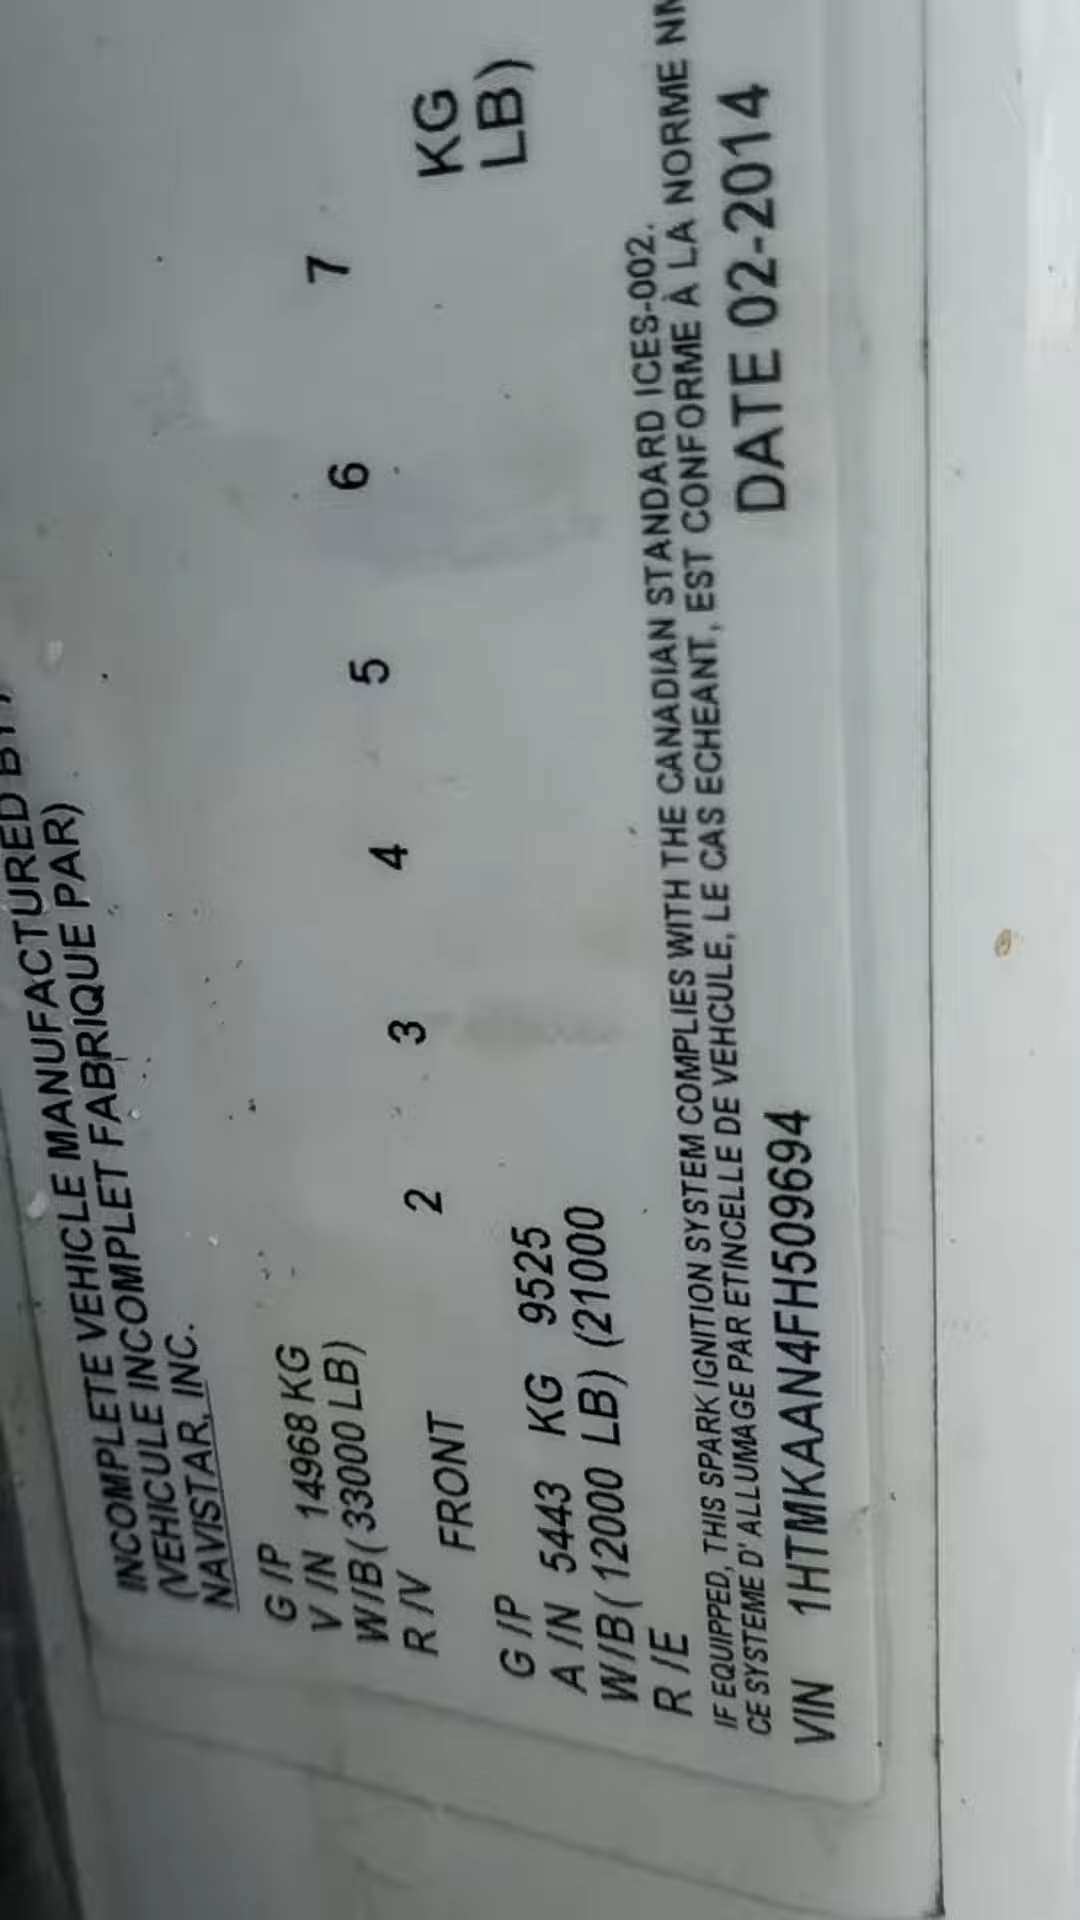 INCOMPLETE VEHICLE MANUFACTURED BY
(VEHICULE INCOMPLET FABRIQUE PAR)
NAVISTAR, INC.
G /P
V /N 14968 KG
W/B ( 33000 LB)
R /V
FRONT 2 3 4 5 6 7
G /P
A /N 5443 KG 9525 KG
W/B ( 12000 LB) (21000 LB)
R /E
IF EQUIPPED, THIS SPARK IGNITION SYSTEM COMPLIES WITH THE CANADIAN STANDARD ICES-002.
CE SYSTEME D' ALLUMAGE PAR ETINCELLE DE VEHCULE, LE CAS ECHEANT, EST CONFORME À LA NORME
VIN 1HTMKAAN4FH509694 DATE 02-2014